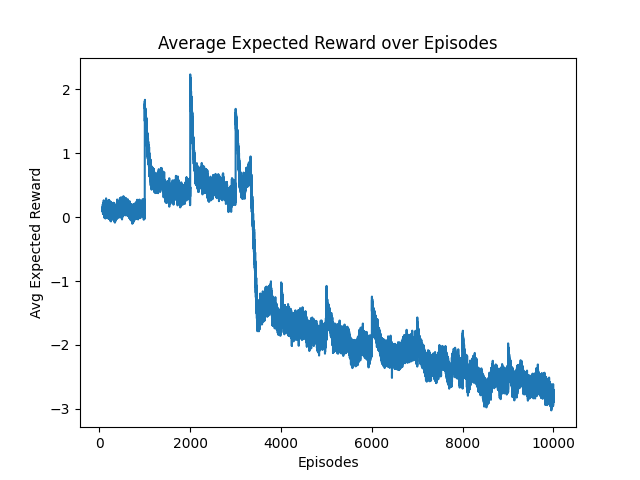 Average Expected Reward over Episodes
Avg Expected Reward
2
1
0
−1
−2
−3
0 2000 4000 6000 8000 10000
Episodes